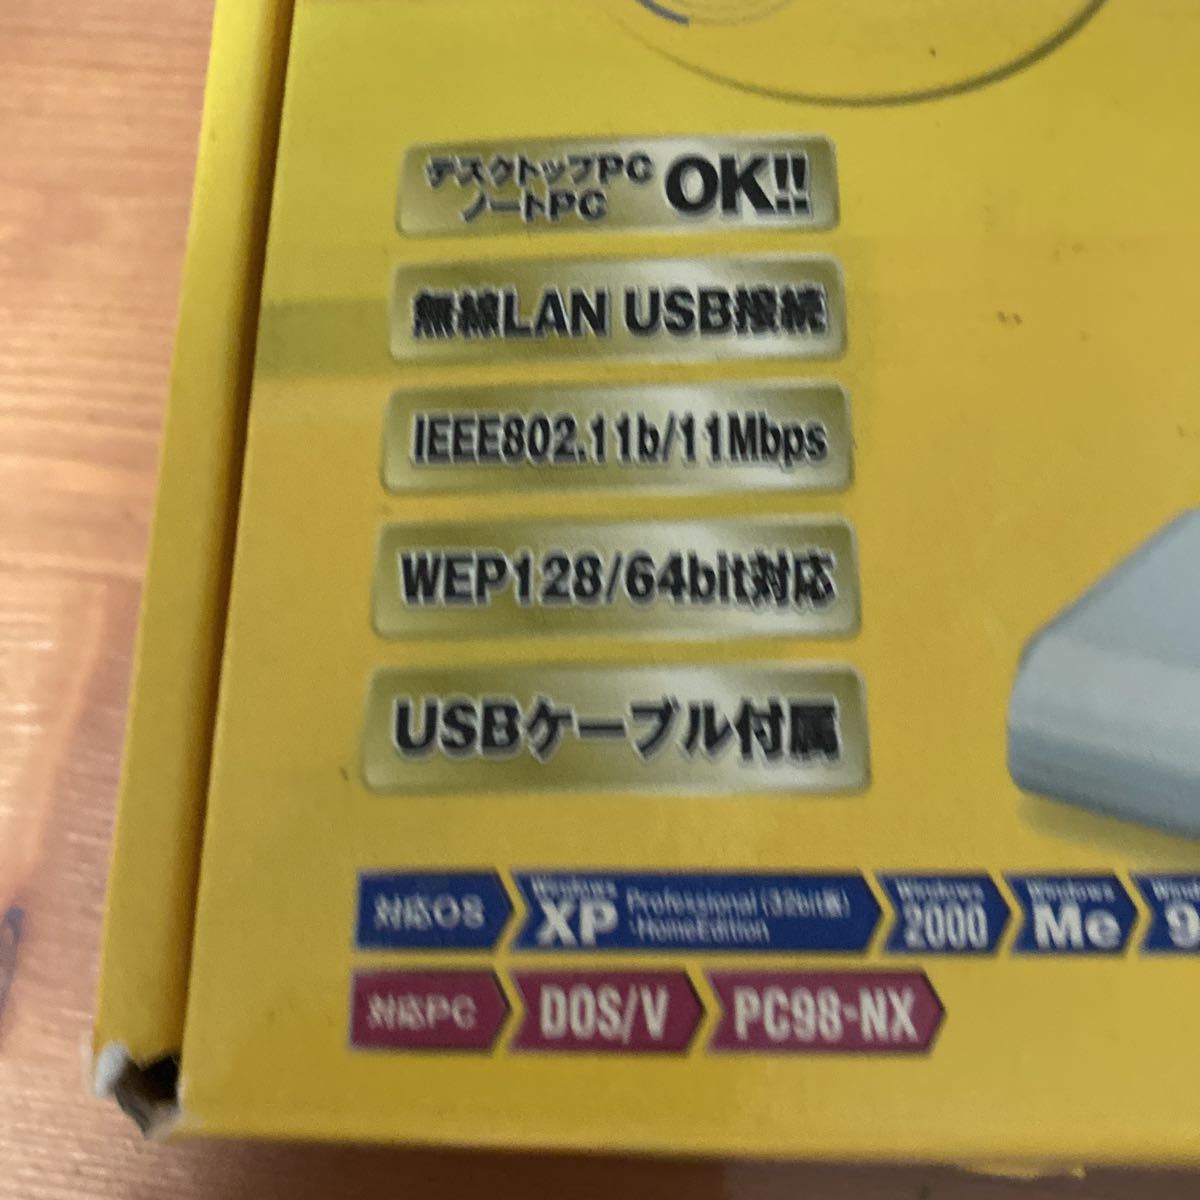 デスクトップPC
ノートPC OK!!
無線LAN USB接続
IEEE802.11b/11Mbps
WEP128/64bit対応
USBケーブル付属
対応OS Windows XP Professional (32bit版) ・HomeEdition Windows 2000 Windows Me Windows 9
対応PC DOS/V PC98-NX